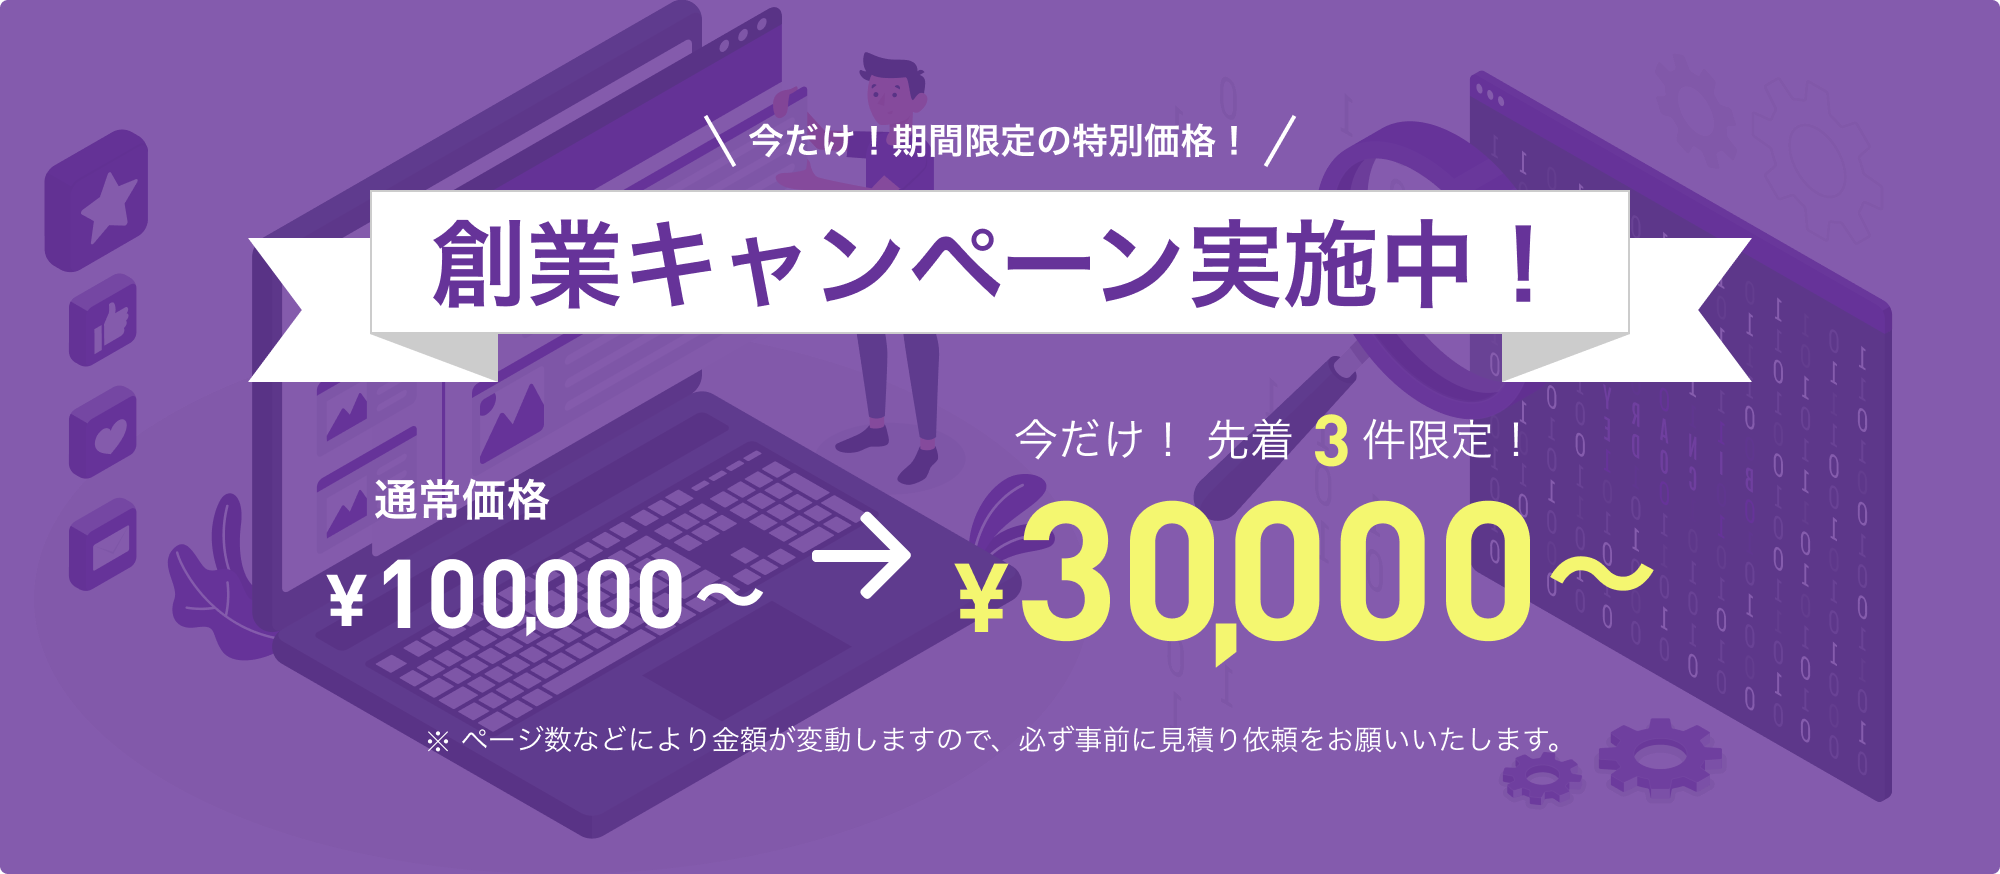 今だけ！期間限定の特別価格！
創業キャンペーン実施中！
通常価格
¥100,000〜
今だけ！ 先着 3 件限定！
¥30,000〜
※ ページ数などにより金額が変動しますので、必ず事前に見積り依頼をお願いいたします。